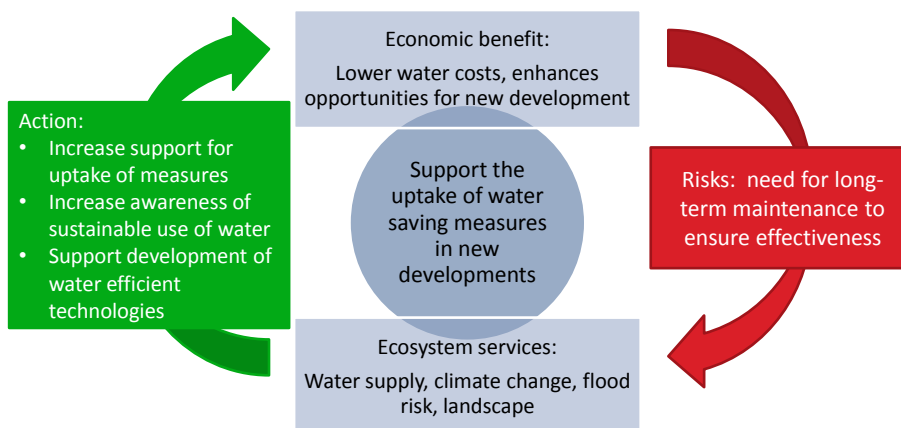 Economic benefit:
Lower water costs, enhances
opportunities for new development
Action:
• Increase support for
uptake of measures
• Increase awareness of
sustainable use of water
• Support development of
water efficient
technologies
Support the
uptake of water
saving measures
in new
developments
Risks: need for long-
term maintenance to
ensure effectiveness
Ecosystem services:
Water supply, climate change, flood
risk, landscape